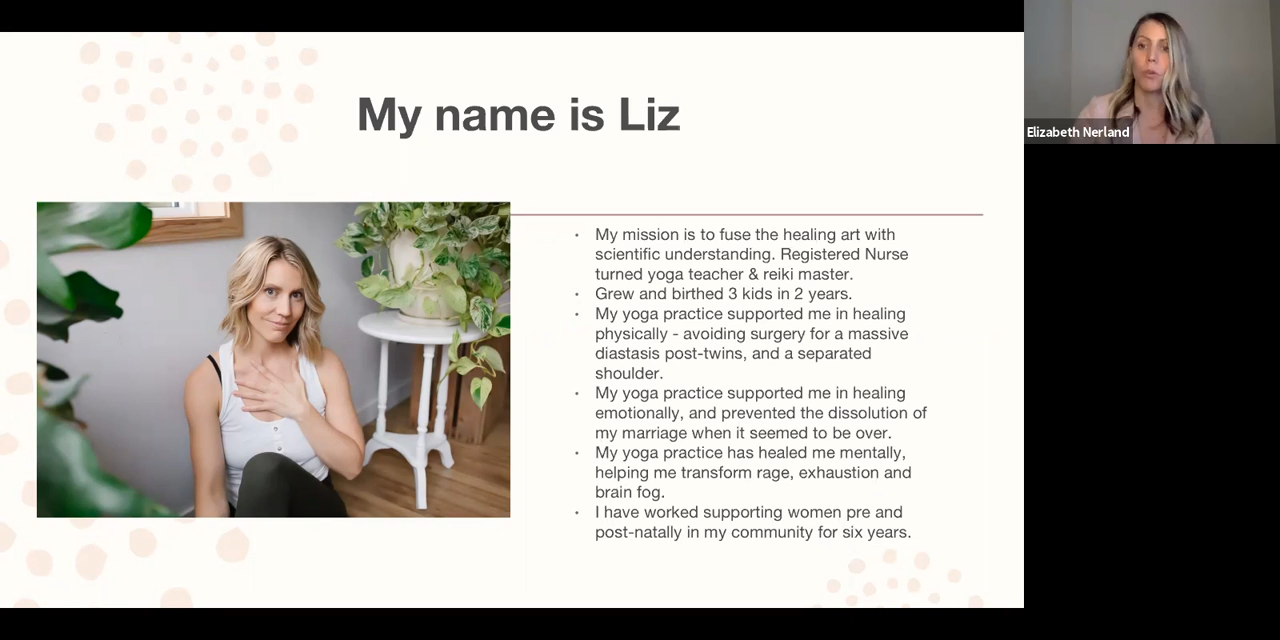 My name is Liz
Elizabeth Nerland
• My mission is to fuse the healing art with
scientific understanding. Registered Nurse
turned yoga teacher & reiki master.
• Grew and birthed 3 kids in 2 years.
• My yoga practice supported me in healing
physically - avoiding surgery for a massive
diastasis post-twins, and a separated
shoulder.
• My yoga practice supported me in healing
emotionally, and prevented the dissolution of
my marriage when it seemed to be over.
• My yoga practice has healed me mentally,
helping me transform rage, exhaustion and
brain fog.
• I have worked supporting women pre and
post-natally in my community for six years.